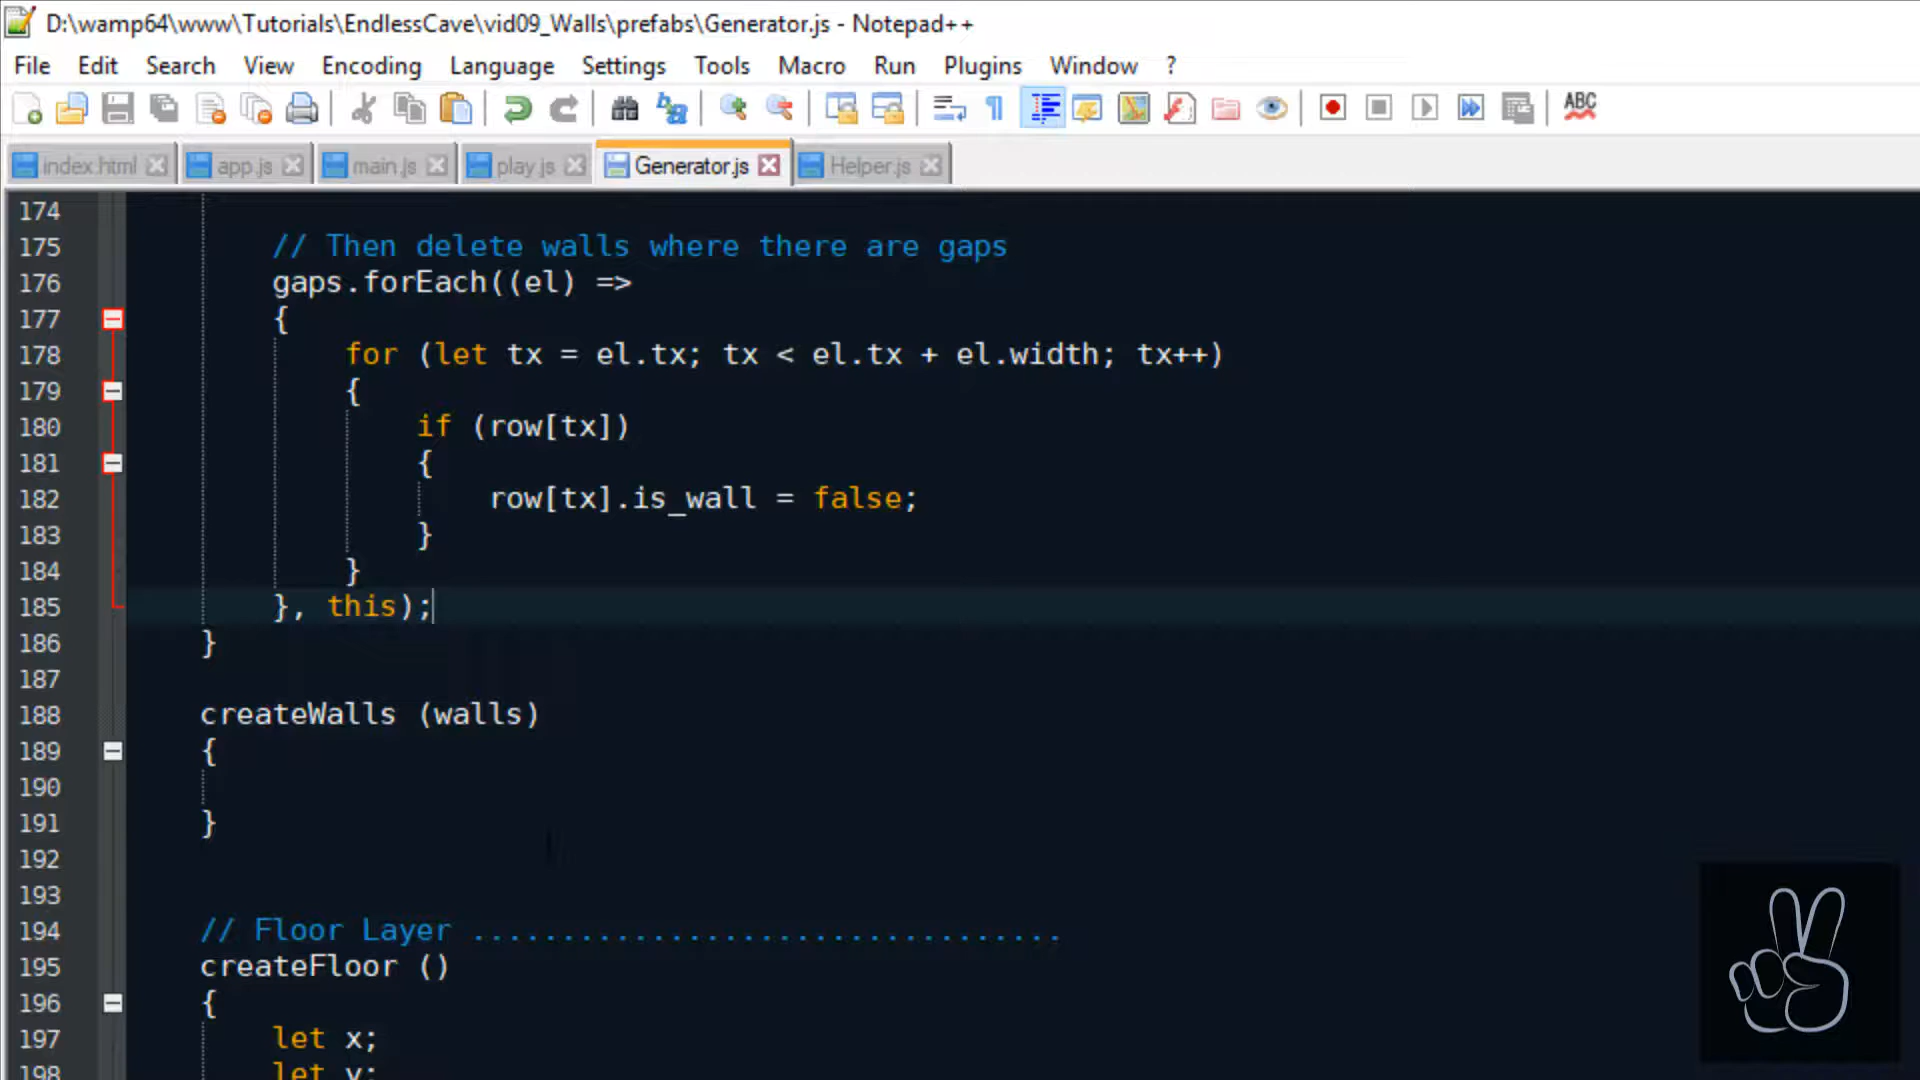 D:\wamp64\www\Tutorials\EndlessCave\vid09_Walls\prefabs\Generator.js - Notepad++
File Edit Search View Encoding Language Settings Tools Macro Run Plugins Window ?
ABC
index.html app.js main.js play.js Generator.js Helper.js
174
175 // Then delete walls where there are gaps
176 gaps.forEach((el) =>
177 {
178 for (let tx = el.tx; tx < el.tx + el.width; tx++)
179 {
180 if (row[tx])
181 {
182 row[tx].is_wall = false;
183 }
184 }
185 }, this);
186 }
187
188 createWalls (walls)
189 {
190
191 }
192
193
194 // Floor Layer .................................
195 createFloor ()
196 {
197 let x;
198 let y;